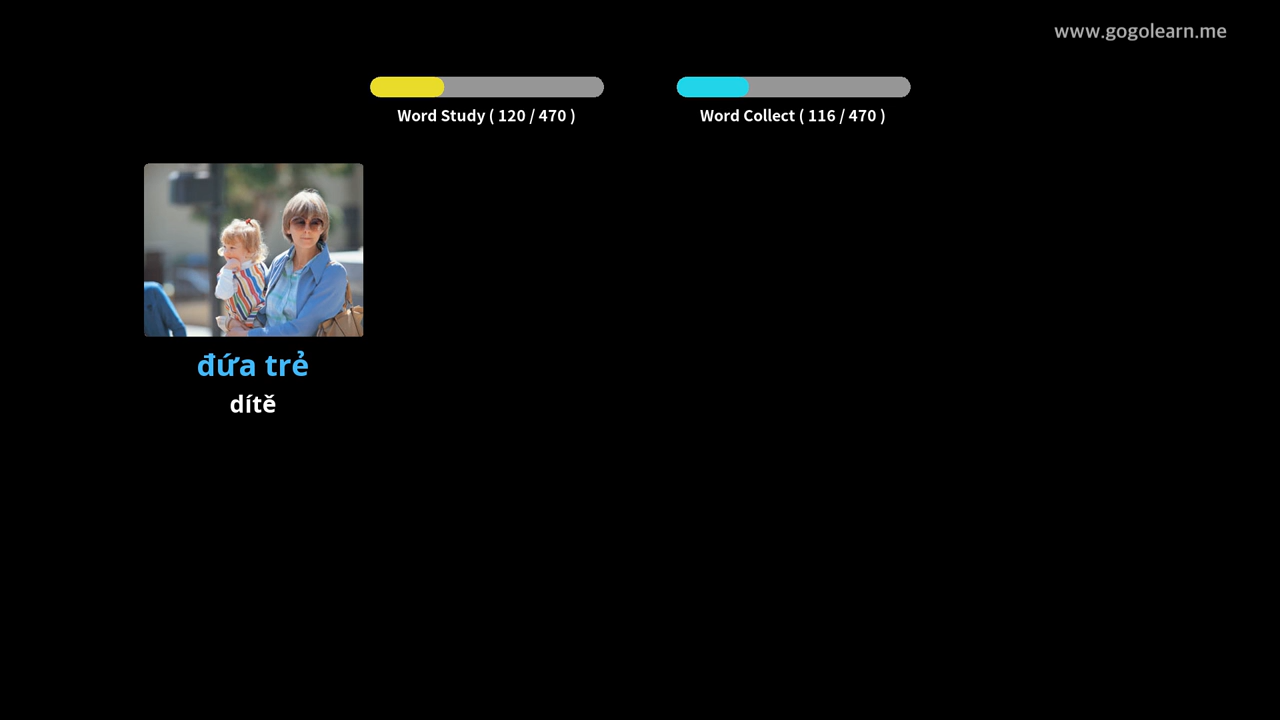 www.gogolearn.me
Word Study ( 120 / 470 )
Word Collect ( 116 / 470 )
đứa trẻ
dítě